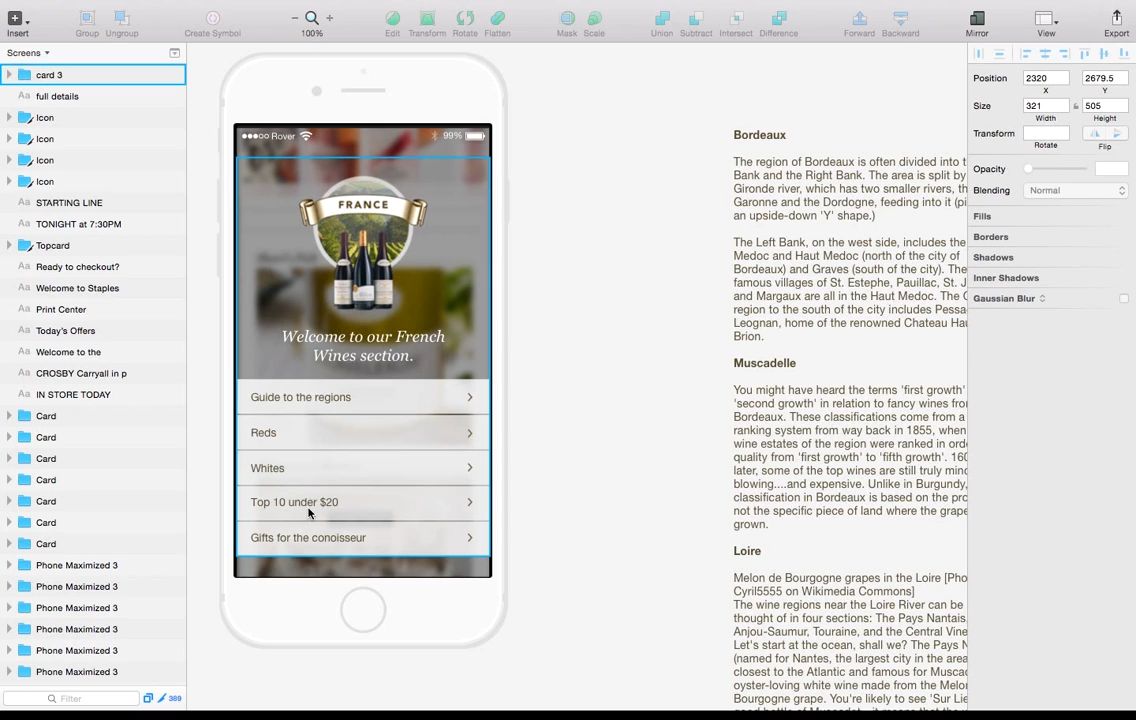 Insert
Group
Ungroup
Create Symbol
100%
Edit
Transform
Rotate
Flatten
Mask
Scale
Union
Subtract
Intersect
Difference
Forward
Backward
Mirror
View
Export
Screens
card 3
Aa full details
Icon
Icon
Icon
Icon
Aa STARTING LINE
Aa TONIGHT at 7:30PM
Topcard
Aa Ready to checkout?
Aa Welcome to Staples
Aa Print Center
Aa Today's Offers
Aa Welcome to the
Aa CROSBY Carryall in p
Aa IN STORE TODAY
Card
Card
Card
Card
Card
Card
Card
Phone Maximized 3
Phone Maximized 3
Phone Maximized 3
Phone Maximized 3
Phone Maximized 3
Phone Maximized 3
Filter
389
Rover
99%
FRANCE
Welcome to our French
Wines section.
Guide to the regions
Reds
Whites
Top 10 under $20
Gifts for the conoisseur
Bordeaux
The region of Bordeaux is often divided into t
Bank and the Right Bank. The area is split by
Gironde river, which has two smaller rivers, th
Garonne and the Dordogne, feeding into it (pi
an upside-down 'Y' shape.)
The Left Bank, on the west side, includes the
Medoc and Haut Medoc (north of the city of
Bordeaux) and Graves (south of the city). The
famous villages of St. Estephe, Pauillac, St. J
and Margaux are all in the Haut Medoc. The G
region to the south of the city includes Pessa
Leognan, home of the renowned Chateau Ha
Brion.
Muscadelle
You might have heard the terms 'first growth'
'second growth' in relation to fancy wines from
Bordeaux. These classifications come from a
ranking system from way back in 1855, when
wine estates of the region were ranked in orde
quality from 'first growth' to 'fifth growth'. 160
later, some of the top wines are still truly mind
blowing....and expensive. Unlike in Burgundy,
classification in Bordeaux is based on the pro
not the specific piece of land where the grape
grown.
Loire
Melon de Bourgogne grapes in the Loire [Pho
Cyril5555 on Wikimedia Commons]
The wine regions near the Loire River can be
thought of in four sections: The Pays Nantais,
Anjou-Saumur, Touraine, and the Central Vine
Let's start at the ocean, shall we? The Pays N
(named for Nantes, the largest city in the area
closest to the Atlantic and famous for Muscad
oyster-loving white wine made from the Melon
Bourgogne grape. You're likely to see 'Sur Lie
Position
2320
2679.5
X
Y
Size
321
505
Width
Height
Transform
Rotate
Flip
Opacity
Blending
Normal
Fills
Borders
Shadows
Inner Shadows
Gaussian Blur